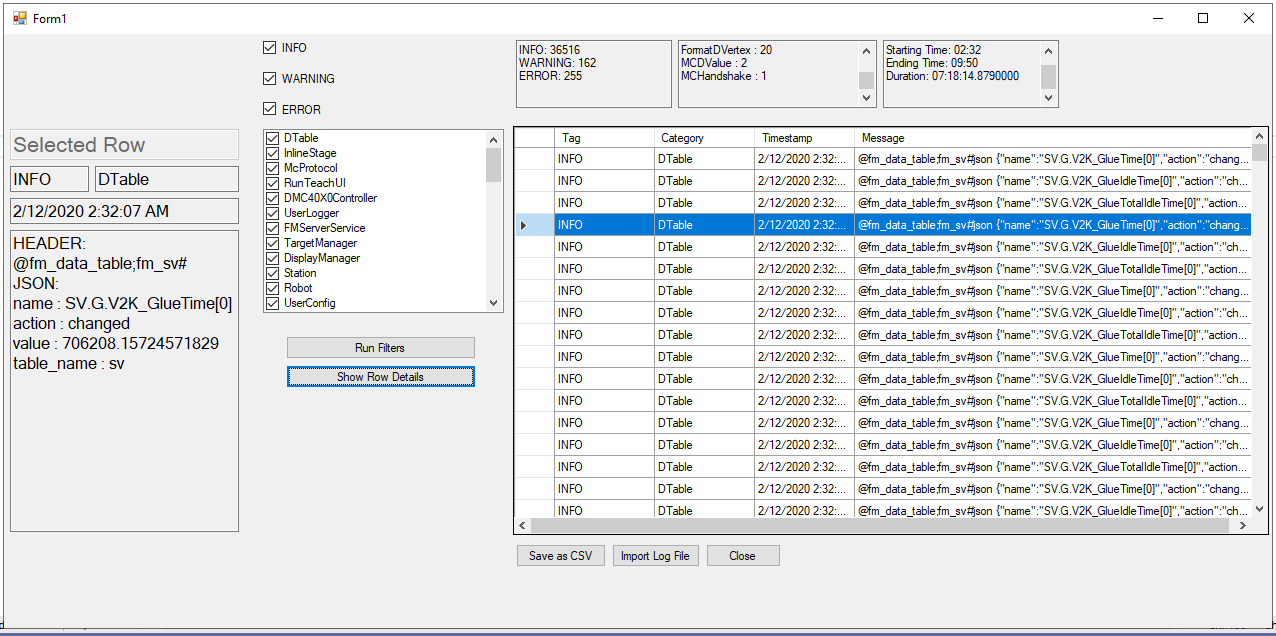 Form1
INFO
WARNING
ERROR
INFO: 36516
WARNING: 162
ERROR: 255
FormatDVertex : 20
MCDValue : 2
MCHandshake : 1
Starting Time: 02:32
Ending Time: 09:50
Duration: 07:18:14.8790000
Selected Row
INFO DTable
2/12/2020 2:32:07 AM
HEADER:
@fm_data_table;fm_sv#
JSON:
name : SV.G.V2K_GlueTime[0]
action : changed
value : 706208.15724571829
table_name : sv
DTable
InlineStage
McProtocol
RunTeachUI
DMC40X0Controller
UserLogger
FMServerService
TargetManager
DisplayManager
Station
Robot
UserConfig
Run Filters
Show Row Details
Tag Category Timestamp Message
INFO DTable 2/12/2020 2:32:... @fm_data_table;fm_sv#json {"name":"SV.G.V2K_GlueTime[0]","action":"chang...
INFO DTable 2/12/2020 2:32:... @fm_data_table;fm_sv#json {"name":"SV.G.V2K_GlueIdleTime[0]","action":"ch...
INFO DTable 2/12/2020 2:32:... @fm_data_table;fm_sv#json {"name":"SV.G.V2K_GlueTotalIdleTime[0]","action...
INFO DTable 2/12/2020 2:32:... @fm_data_table;fm_sv#json {"name":"SV.G.V2K_GlueTime[0]","action":"chang...
INFO DTable 2/12/2020 2:32:... @fm_data_table;fm_sv#json {"name":"SV.G.V2K_GlueIdleTime[0]","action":"ch...
INFO DTable 2/12/2020 2:32:... @fm_data_table;fm_sv#json {"name":"SV.G.V2K_GlueTotalIdleTime[0]","action...
INFO DTable 2/12/2020 2:32:... @fm_data_table;fm_sv#json {"name":"SV.G.V2K_GlueTime[0]","action":"chang...
INFO DTable 2/12/2020 2:32:... @fm_data_table;fm_sv#json {"name":"SV.G.V2K_GlueIdleTime[0]","action":"ch...
INFO DTable 2/12/2020 2:32:... @fm_data_table;fm_sv#json {"name":"SV.G.V2K_GlueTotalIdleTime[0]","action...
INFO DTable 2/12/2020 2:32:... @fm_data_table;fm_sv#json {"name":"SV.G.V2K_GlueTime[0]","action":"chang...
INFO DTable 2/12/2020 2:32:... @fm_data_table;fm_sv#json {"name":"SV.G.V2K_GlueIdleTime[0]","action":"ch...
INFO DTable 2/12/2020 2:32:... @fm_data_table;fm_sv#json {"name":"SV.G.V2K_GlueTotalIdleTime[0]","action...
INFO DTable 2/12/2020 2:32:... @fm_data_table;fm_sv#json {"name":"SV.G.V2K_GlueTime[0]","action":"chang...
INFO DTable 2/12/2020 2:32:... @fm_data_table;fm_sv#json {"name":"SV.G.V2K_GlueIdleTime[0]","action":"ch...
INFO DTable 2/12/2020 2:32:... @fm_data_table;fm_sv#json {"name":"SV.G.V2K_GlueTotalIdleTime[0]","action...
INFO DTable 2/12/2020 2:32:... @fm_data_table;fm_sv#json {"name":"SV.G.V2K_GlueTime[0]","action":"chang...
INFO DTable 2/12/2020 2:32:... @fm_data_table;fm_sv#json {"name":"SV.G.V2K_GlueIdleTime[0]","action":"ch...
Save as CSV Import Log File Close